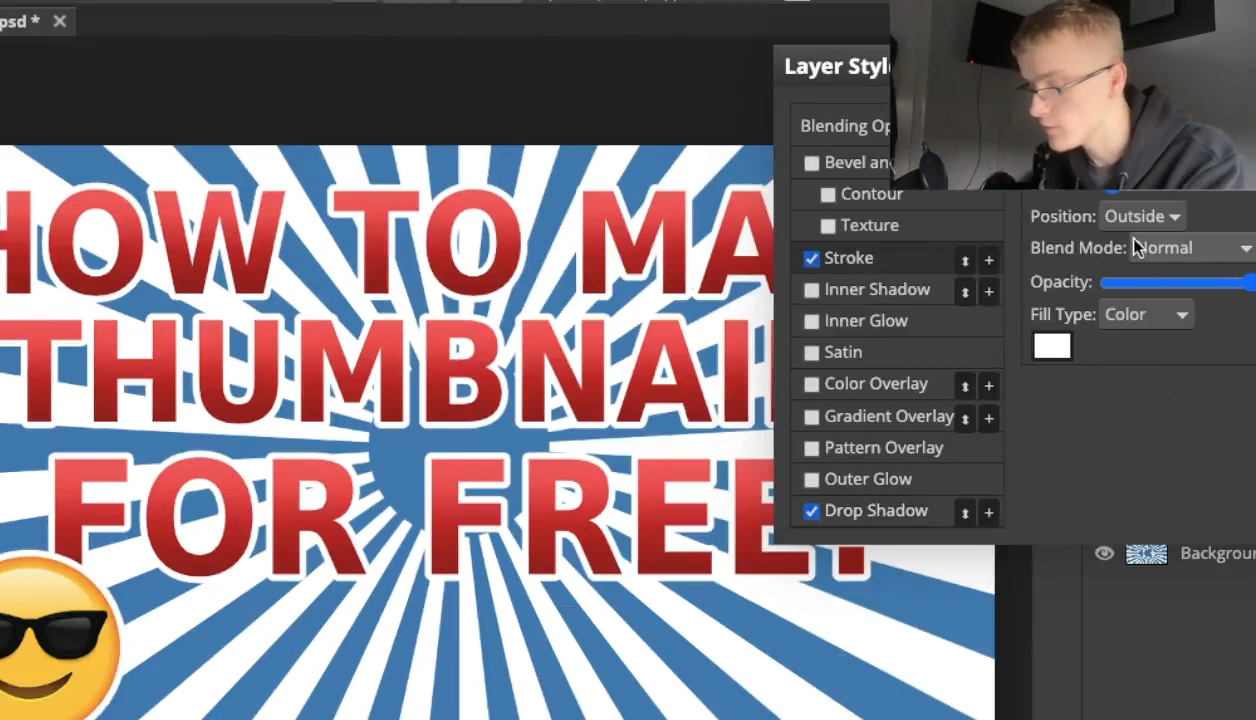 psd *
Layer Styl
Blending Op
Bevel an
Contour
Texture
Stroke
Inner Shadow
Inner Glow
Satin
Color Overlay
Gradient Overlay
Pattern Overlay
Outer Glow
Drop Shadow
Position: Outside
Blend Mode: Normal
Opacity:
Fill Type: Color
HOW TO MA
THUMBNAI
FOR FREE!
Backgroun